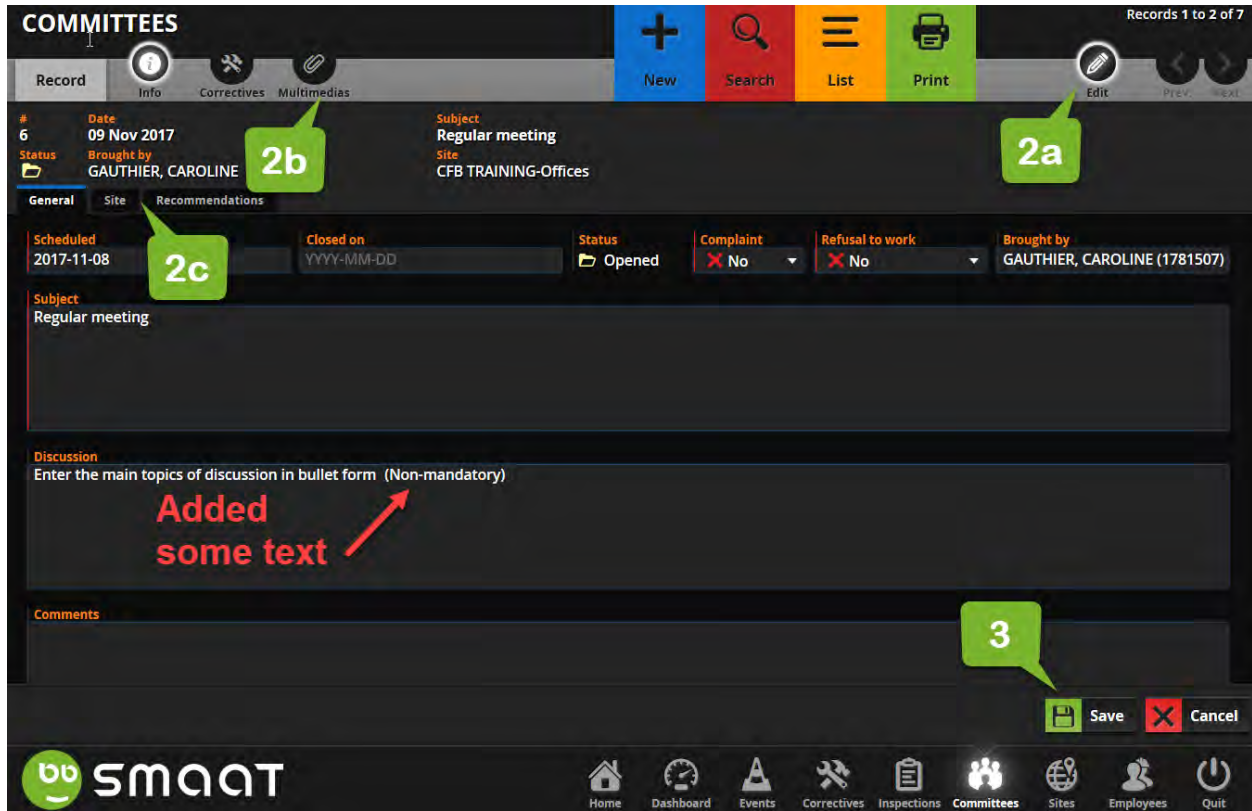 COMMITTEES
Records 1 to 2 of 7
New
Search
List
Print
Record
Info
Correctives
Multimedias
Edit
Prev.
Next
#
6
Date
09 Nov 2017
Subject
Regular meeting
Status
Brought by
GAUTHIER, CAROLINE
Site
CFB TRAINING-Offices
2b
2a
General
Site
Recommendations
2c
Scheduled
2017-11-08
Closed on
YYYY-MM-DD
Status
Opened
Complaint
No
Refusal to work
No
Brought by
GAUTHIER, CAROLINE (1781507)
Subject
Regular meeting
Discussion
Enter the main topics of discussion in bullet form (Non-mandatory)
Added
some text
Comments
3
Save
Cancel
smaat
Home
Dashboard
Events
Correctives
Inspections
Committees
Sites
Employees
Quit